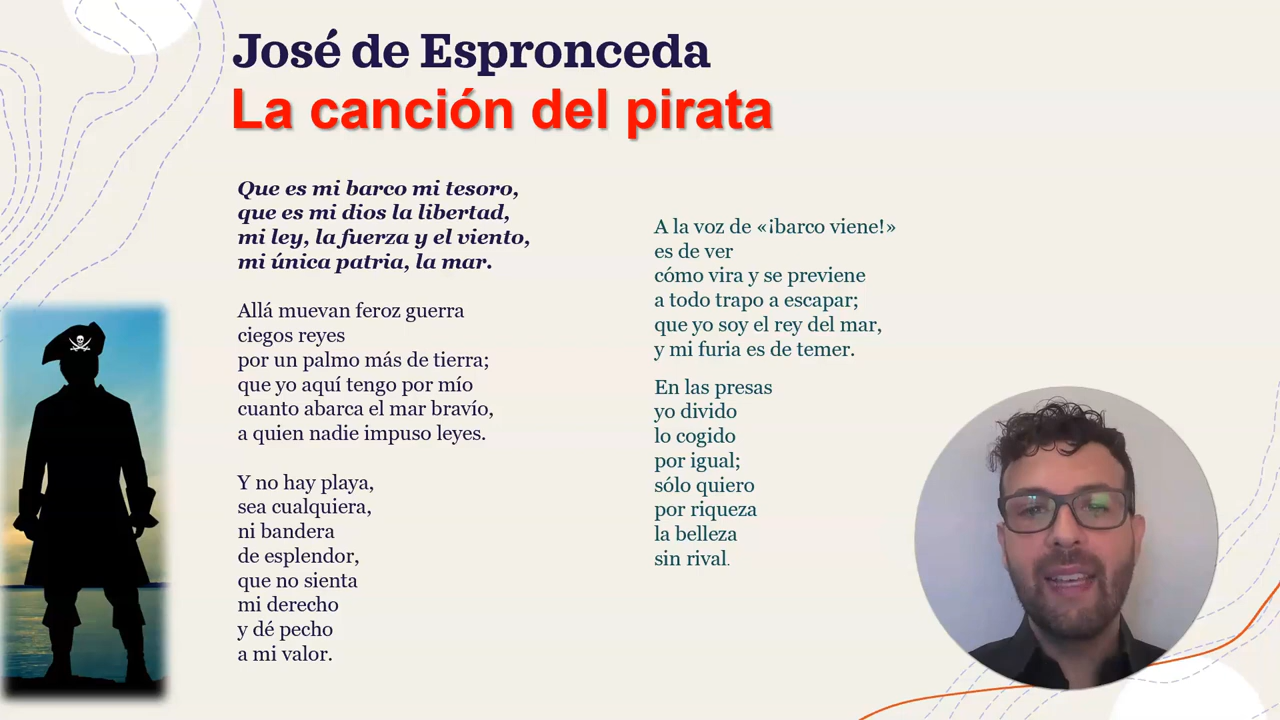 José de Espronceda
La canción del pirata
Que es mi barco mi tesoro,
que es mi dios la libertad,
mi ley, la fuerza y el viento,
mi única patria, la mar.
Allá muevan feroz guerra
ciegos reyes
por un palmo más de tierra;
que yo aquí tengo por mío
cuanto abarca el mar bravío,
a quien nadie impuso leyes.
Y no hay playa,
sea cualquiera,
ni bandera
de esplendor,
que no sienta
mi derecho
y dé pecho
a mi valor.
A la voz de «¡barco viene!»
es de ver
cómo vira y se previene
a todo trapo a escapar;
que yo soy el rey del mar,
y mi furia es de temer.
En las presas
yo divido
lo cogido
por igual;
sólo quiero
por riqueza
la belleza
sin rival.